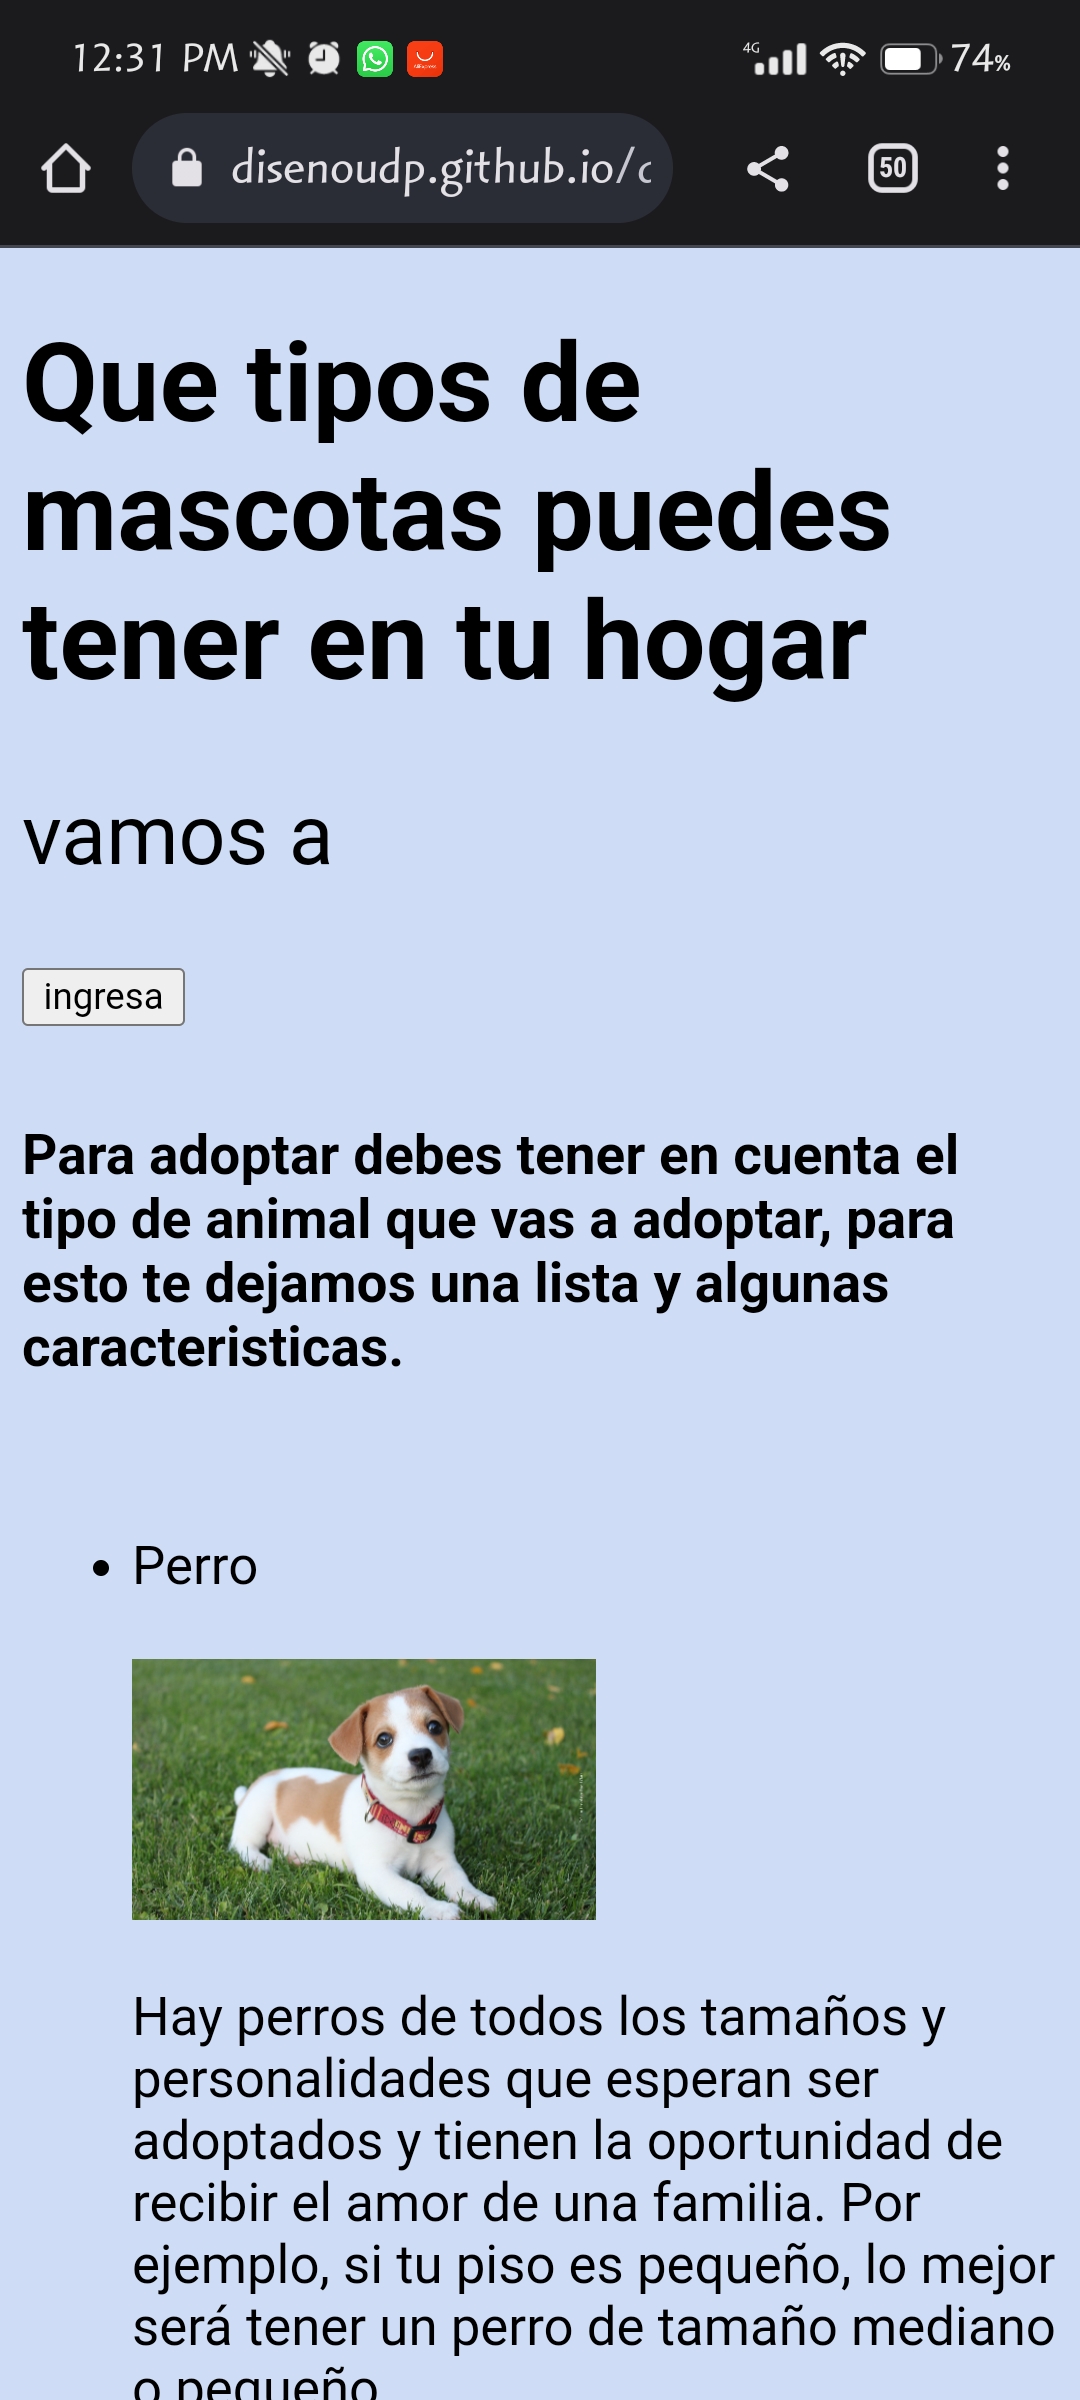 12:31 PM
4G
74%
disenoudp.github.io/c
50
Que tipos de
mascotas puedes
tener en tu hogar
vamos a
ingresa
Para adoptar debes tener en cuenta el
tipo de animal que vas a adoptar, para
esto te dejamos una lista y algunas
caracteristicas.
• Perro
Hay perros de todos los tamaños y
personalidades que esperan ser
adoptados y tienen la oportunidad de
recibir el amor de una familia. Por
ejemplo, si tu piso es pequeño, lo mejor
será tener un perro de tamaño mediano
o pequeño